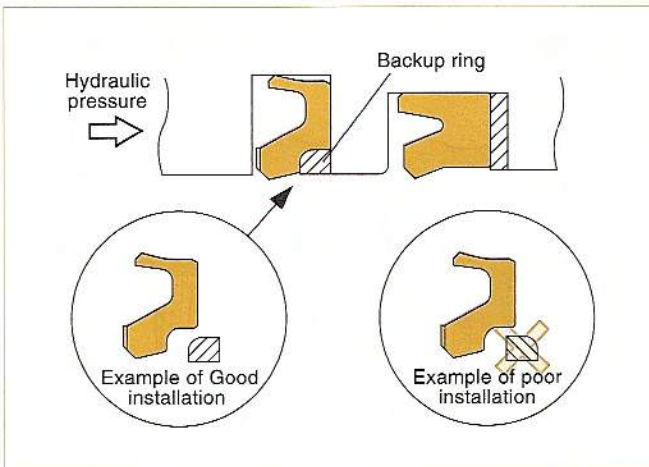 Backup ring
Hydraulic
pressure
Example of Good
installation
Example of poor
installation